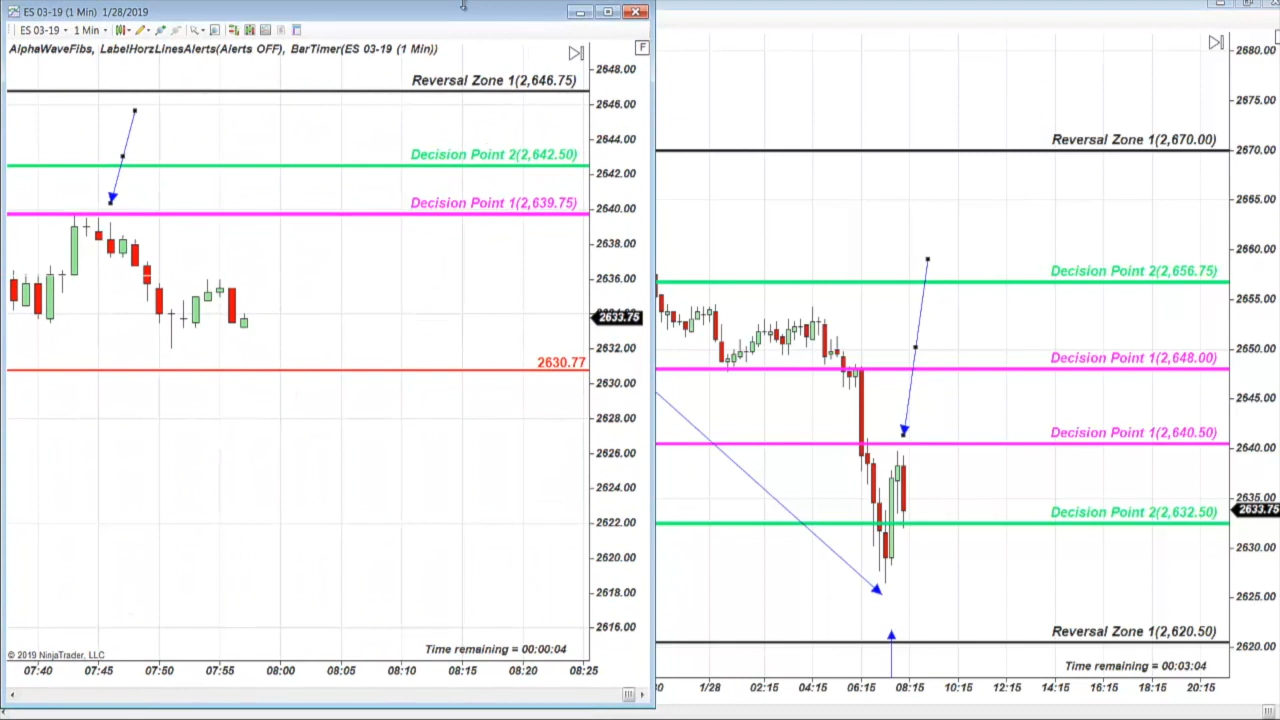 ES 03-19 (1 Min) 1/28/2019
ES 03-19 1 Min
AlphaWaveFibs, LabelHorzLinesAlerts(Alerts OFF), BarTimer(ES 03-19 (1 Min))
F
Reversal Zone 1(2,646.75)
Decision Point 2(2,642.50)
Decision Point 1(2,639.75)
2630.77
2648.00
2646.00
2644.00
2642.00
2640.00
2638.00
2636.00
2633.75
2632.00
2630.00
2628.00
2626.00
2624.00
2622.00
2620.00
2618.00
2616.00
© 2019 NinjaTrader, LLC
Time remaining = 00:00:04
07:40 07:45 07:50 07:55 08:00 08:05 08:10 08:15 08:20 08:25
Reversal Zone 1(2,670.00)
Decision Point 2(2,656.75)
Decision Point 1(2,648.00)
Decision Point 1(2,640.50)
Decision Point 2(2,632.50)
Reversal Zone 1(2,620.50)
2680.00
2675.00
2670.00
2665.00
2660.00
2655.00
2650.00
2645.00
2640.00
2635.00
2633.75
2630.00
2625.00
2620.00
Time remaining = 00:03:04
1/28 02:15 04:15 06:15 08:15 10:15 12:15 14:15 16:15 18:15 20:15